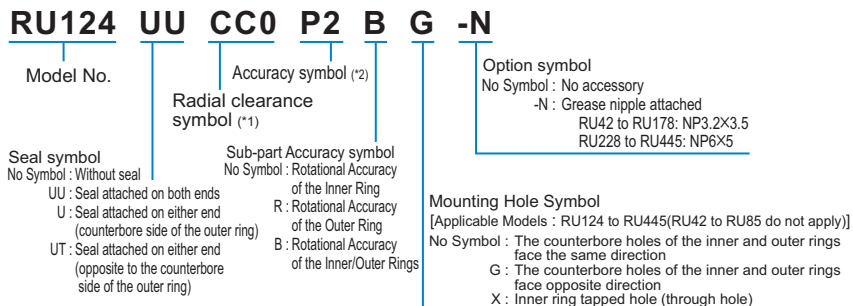 RU124 UU CC0 P2 B G -N
Model No.
Accuracy symbol (*2)
Radial clearance
symbol (*1)
Option symbol
No Symbol : No accessory
-N : Grease nipple attached
RU42 to RU178: NP3.2×3.5
RU228 to RU445: NP6×5
Seal symbol
No Symbol : Without seal
UU : Seal attached on both ends
U : Seal attached on either end
(counterbore side of the outer ring)
UT : Seal attached on either end
(opposite to the counterbore
side of the outer ring)
Sub-part Accuracy symbol
No Symbol : Rotational Accuracy
of the Inner Ring
R : Rotational Accuracy
of the Outer Ring
B : Rotational Accuracy
of the Inner/Outer Rings
Mounting Hole Symbol
[Applicable Models : RU124 to RU445(RU42 to RU85 do not apply)]
No Symbol : The counterbore holes of the inner and outer rings
face the same direction
G : The counterbore holes of the inner and outer rings
face opposite direction
X : Inner ring tapped hole (through hole)